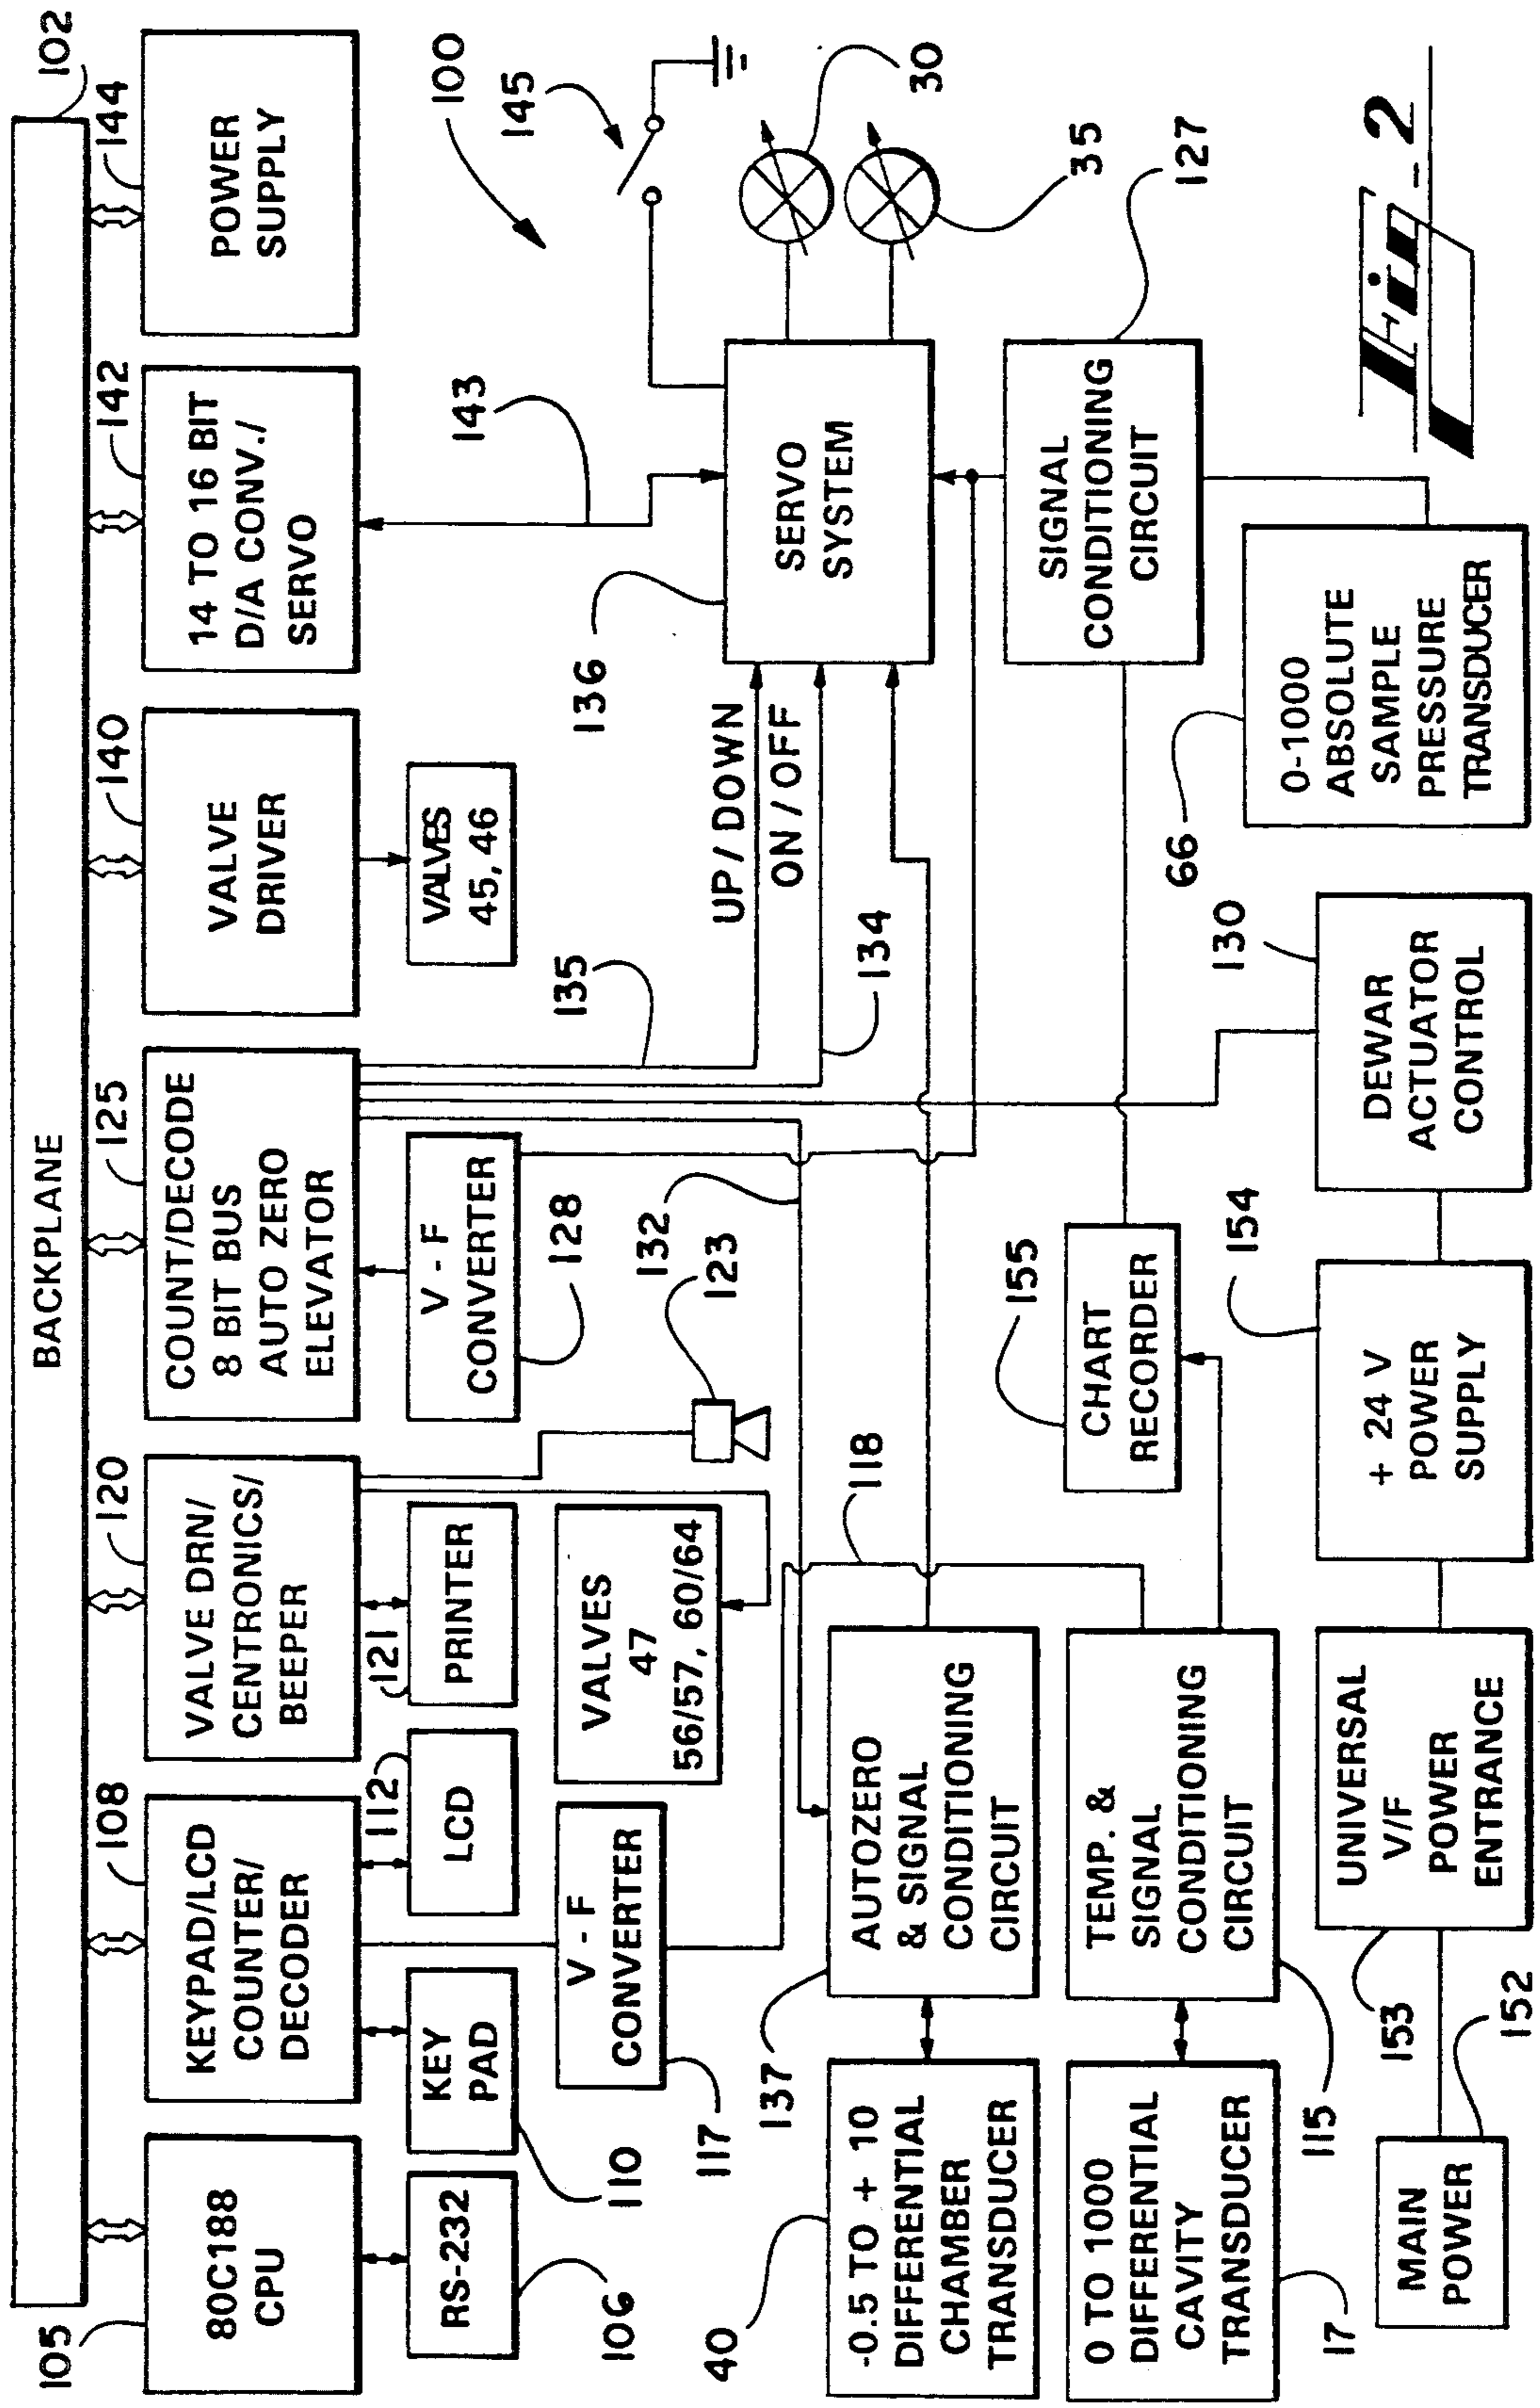 BACKPLANE
102
105
108
120
125
140
142
144
80C188
CPU
KEYPAD/LCD
COUNTER/
DECODER
VALVE DRN/
CENTRONICS/
BEEPER
COUNT/DECODE
8 BIT BUS
AUTO ZERO
ELEVATOR
VALVE
DRIVER
14 TO 16 BIT
D/A CONV./
SERVO
POWER
SUPPLY
RS-232
106
KEY
PAD
110
112
LCD
121
PRINTER
V - F
CONVERTER
128
VALVES
45, 46
143
100
145
V - F
CONVERTER
117
VALVES
47
56/57, 60/64
123
132
135
134
UP / DOWN
ON / OFF
136
SERVO
SYSTEM
30
35
40
-0.5 TO + 10
DIFFERENTIAL
CHAMBER
TRANSDUCER
137
AUTOZERO
& SIGNAL
CONDITIONING
CIRCUIT
118
0 TO 1000
DIFFERENTIAL
CAVITY
TRANSDUCER
17
TEMP. &
SIGNAL
CONDITIONING
CIRCUIT
115
155
CHART
RECORDER
SIGNAL
CONDITIONING
CIRCUIT
127
66
0-1000
ABSOLUTE
SAMPLE
PRESSURE
TRANSDUCER
MAIN
POWER
152
153
UNIVERSAL
V/F
POWER
ENTRANCE
154
+ 24 V
POWER
SUPPLY
130
DEWAR
ACTUATOR
CONTROL
Fig_2